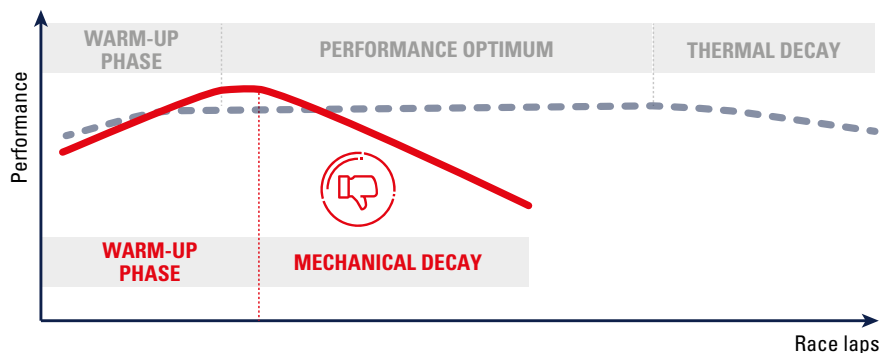 WARM-UP
PHASE
PERFORMANCE OPTIMUM
THERMAL DECAY
Performance
WARM-UP
PHASE
MECHANICAL DECAY
Race laps